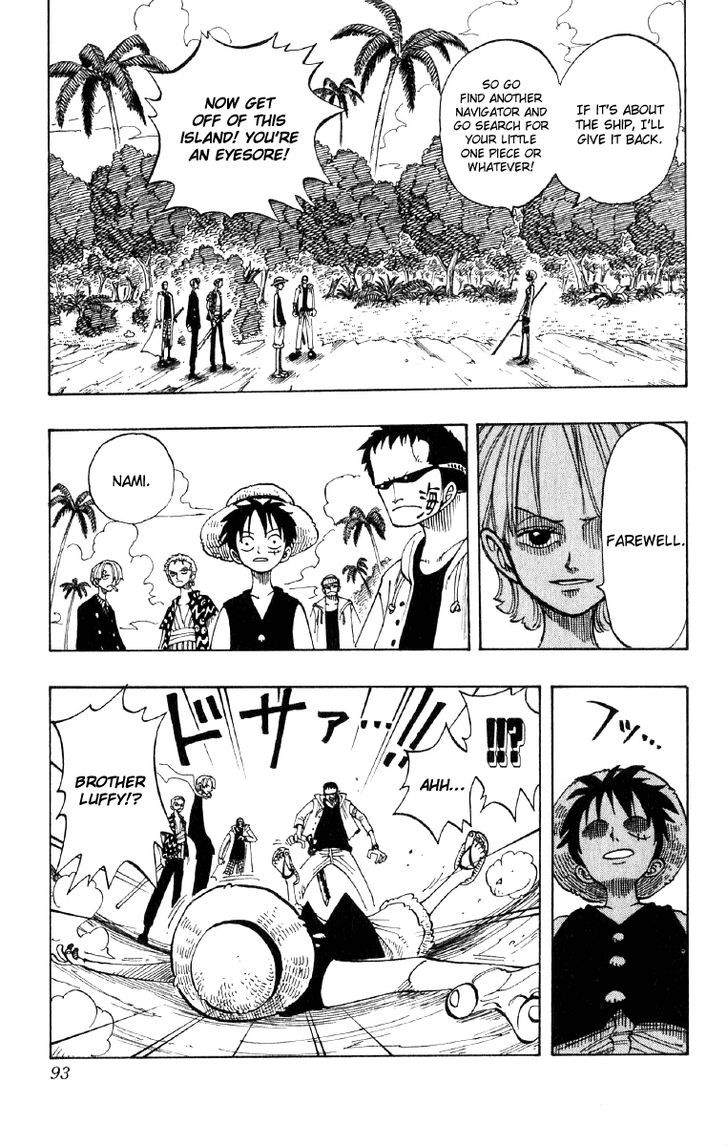 IF IT'S ABOUT
THE SHIP, I'LL
GIVE IT BACK.
SO GO
FIND ANOTHER
NAVIGATOR AND
GO SEARCH FOR
YOUR LITTLE
ONE PIECE OR
WHATEVER!
NOW GET
OFF OF THIS
ISLAND! YOU'RE
AN EYESORE!
FAREWELL.
NAMI.
フッ...
!!?
AHH...
ドサァ...!!
BROTHER
LUFFY!?
93